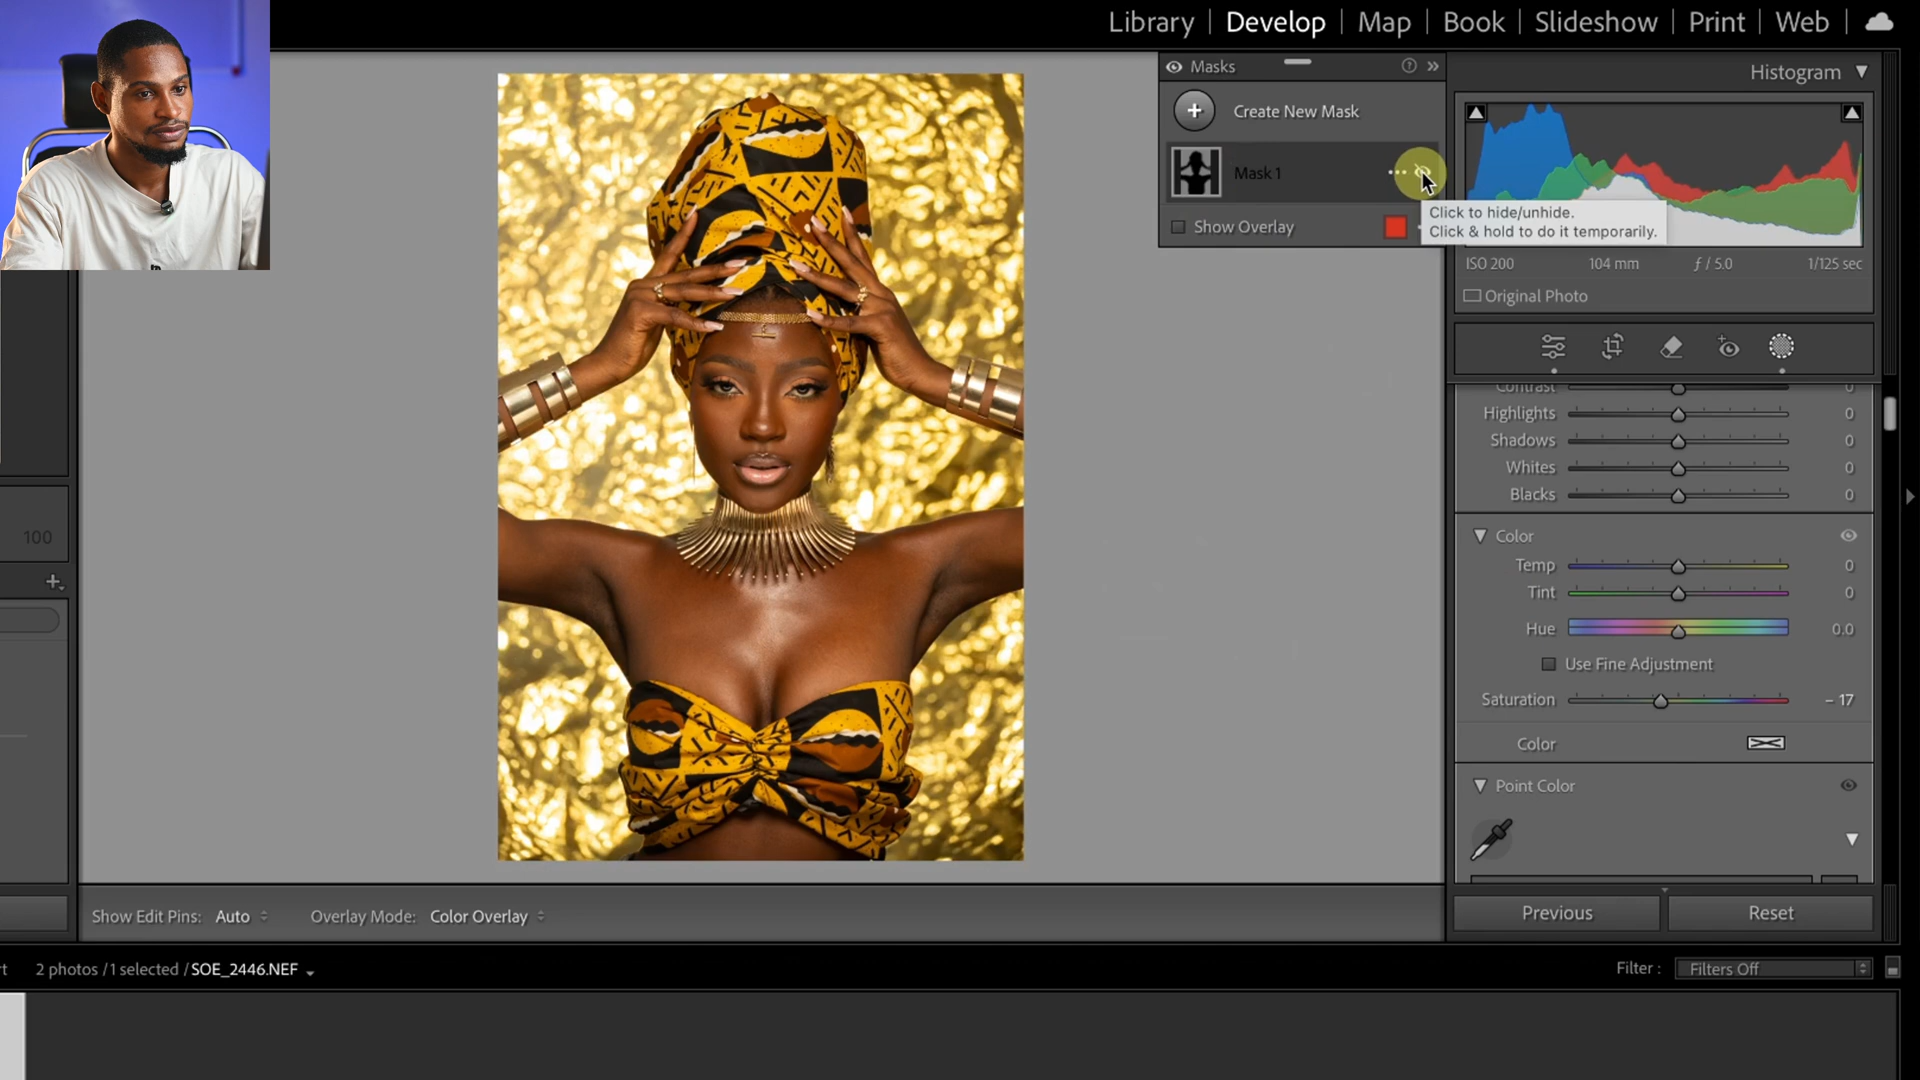 Library | Develop | Map | Book | Slideshow | Print | Web
Masks
Create New Mask
Mask 1
Show Overlay
Click to hide/unhide.
Click & hold to do it temporarily.
Histogram
ISO 200 104 mm ƒ / 5.0 1/125 sec
Original Photo
Contrast 0
Highlights 0
Shadows 0
Whites 0
Blacks 0
Color
Temp 0
Tint 0
Hue 0.0
Use Fine Adjustment
Saturation – 17
Color
Point Color
Previous Reset
100
Show Edit Pins: Auto Overlay Mode: Color Overlay
2 photos / 1 selected / SOE_2446.NEF
Filter : Filters Off